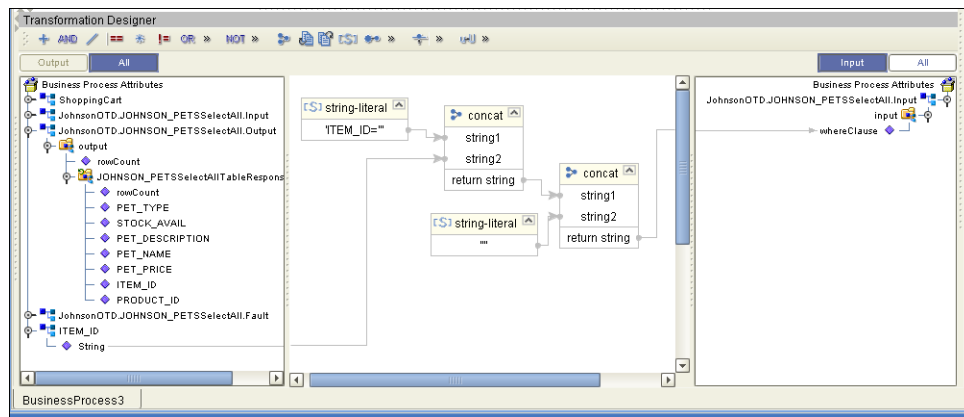 Transformation Designer
AND == != OR » NOT » [S] » » »
Output All
Input All
Business Process Attributes
ShoppingCart
JohnsonOTD.JOHNSON_PETSSelectAll.Input
JohnsonOTD.JOHNSON_PETSSelectAll.Output
output
rowCount
JOHNSON_PETSSelectAllTableRespons
rowCount
PET_TYPE
STOCK_AVAIL
PET_DESCRIPTION
PET_NAME
PET_PRICE
ITEM_ID
PRODUCT_ID
JohnsonOTD.JOHNSON_PETSSelectAll.Fault
ITEM_ID
String
[S] string-literal
'ITEM_ID='"
concat
string1
string2
return string
[S] string-literal
""
concat
string1
string2
return string
Business Process Attributes
JohnsonOTD.JOHNSON_PETSSelectAll.Input
input
whereClause
BusinessProcess3